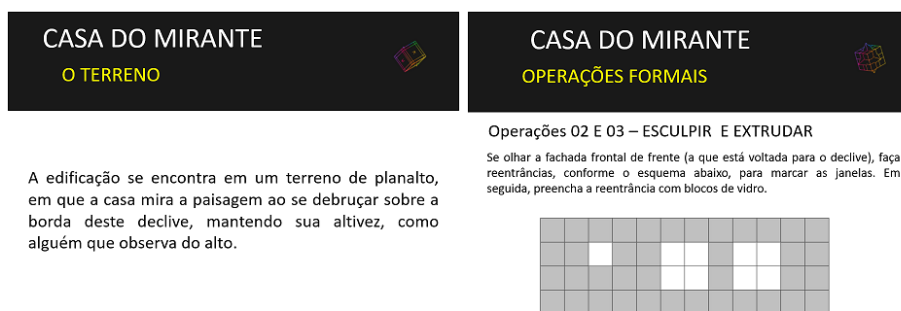 CASA DO MIRANTE
O TERRENO
A edificação se encontra em um terreno de planalto,
em que a casa mira a paisagem ao se debruçar sobre a
borda deste declive, mantendo sua altivez, como
alguém que observa do alto.
CASA DO MIRANTE
OPERAÇÕES FORMAIS
Operações 02 E 03 – ESCULPIR E EXTRUDAR
Se olhar a fachada frontal de frente (a que está voltada para o declive), faça
reentrâncias, conforme o esquema abaixo, para marcar as janelas. Em
seguida, preencha a reentrância com blocos de vidro.